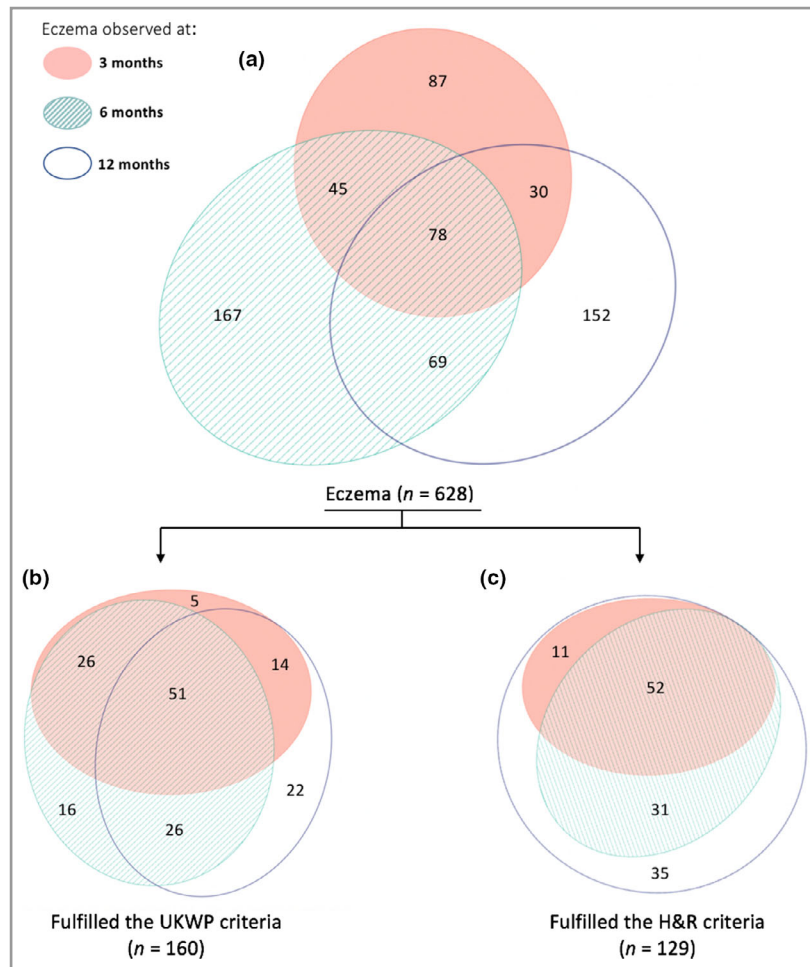 Eczema observed at:
3 months
6 months
12 months
(a)
87
45
30
78
167
152
69
Eczema (n = 628)
(b)
5
26
14
51
22
16
26
Fulfilled the UKWP criteria
(n = 160)
(c)
11
52
31
35
Fulfilled the H&R criteria
(n = 129)